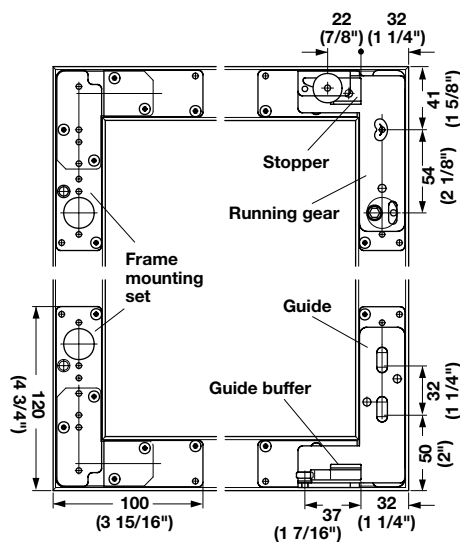 22
(7/8")
32
(1 1/4")
41
(1 5/8")
Stopper
54
(2 1/8")
Running gear
Frame
mounting
set
Guide
120
(4 3/4")
32
(1 1/4")
Guide buffer
50
(2")
100
(3 15/16")
37
(1 7/16")
32
(1 1/4")